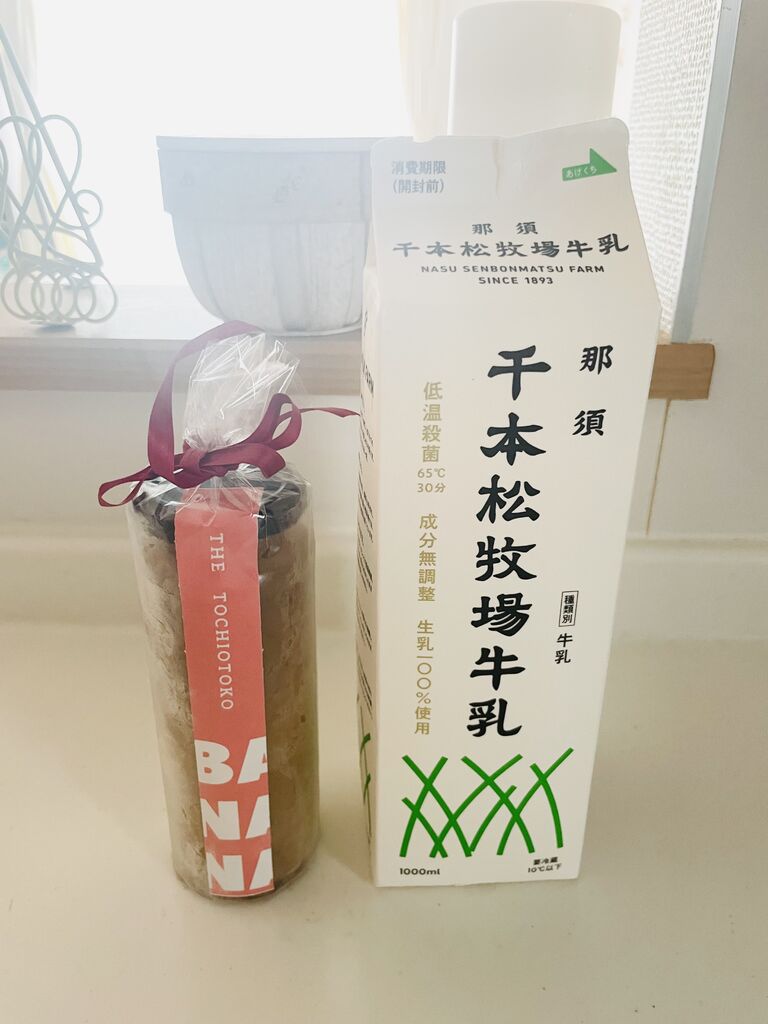 消費期限
(開封前)
あけくち
那須
千本松牧場牛乳
NASU SENBONMATSU FARM
SINCE 1893
那須
千本松牧場牛乳
種類別
牛乳
低温殺菌
65℃
30分
成分無調整
生乳一〇〇%使用
1000ml
要冷蔵
10℃以下
THE TOCHIOTOKO
BA
NA
NA